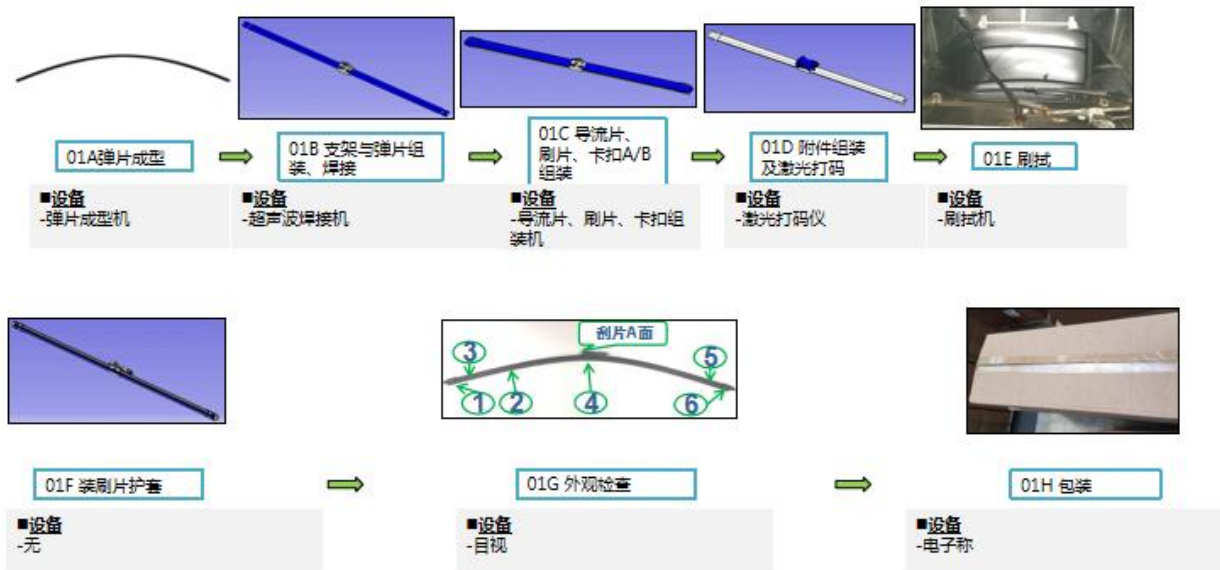 01A弹片成型
01B 支架与弹片组
装、焊接
01C 导流片、
刷片、卡扣A/B
组装
01D 附件组装
及激光打码
01E 刷拭
■设备
-弹片成型机
■设备
-超声波焊接机
■设备
-导流片、刷片、卡扣组
装机
■设备
-激光打码仪
■设备
-刷拭机
刮片A面
3
5
1
2
4
6
01F 装刷片护套
01G 外观检查
01H 包装
■设备
-无
■设备
-目视
■设备
-电子称